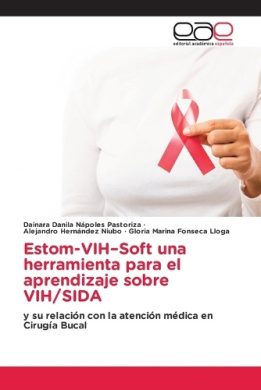 eae
editorial académica española
Dainara Danila Nápoles Pastoriza ·
Alejandro Hernández Niubo · Gloria Marina Fonseca Lloga
Estom-VIH–Soft una
herramienta para el
aprendizaje sobre
VIH/SIDA
y su relación con la atención médica en
Cirugía Bucal